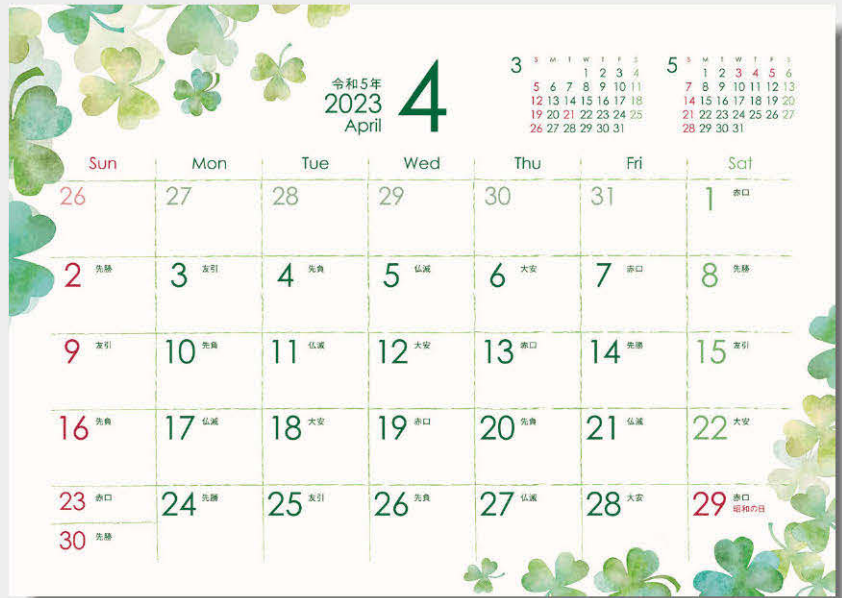 令和5年
2023
April
4
3
S M T W T F S
1 2 3 4
5 6 7 8 9 10 11
12 13 14 15 16 17 18
19 20 21 22 23 24 25
26 27 28 29 30 31
5
S M T W T F S
1 2 3 4 5 6
7 8 9 10 11 12 13
14 15 16 17 18 19 20
21 22 23 24 25 26 27
28 29 30 31
Sun Mon Tue Wed Thu Fri Sat
26 27 28 29 30 31 1 赤口
2 先勝 3 友引 4 先負 5 仏滅 6 大安 7 赤口 8 先勝
9 友引 10 先負 11 仏滅 12 大安 13 赤口 14 先勝 15 友引
16 先負 17 仏滅 18 大安 19 赤口 20 先負 21 仏滅 22 大安
23 赤口 24 先勝 25 友引 26 先負 27 仏滅 28 大安 29 赤口
昭和の日
30 先勝